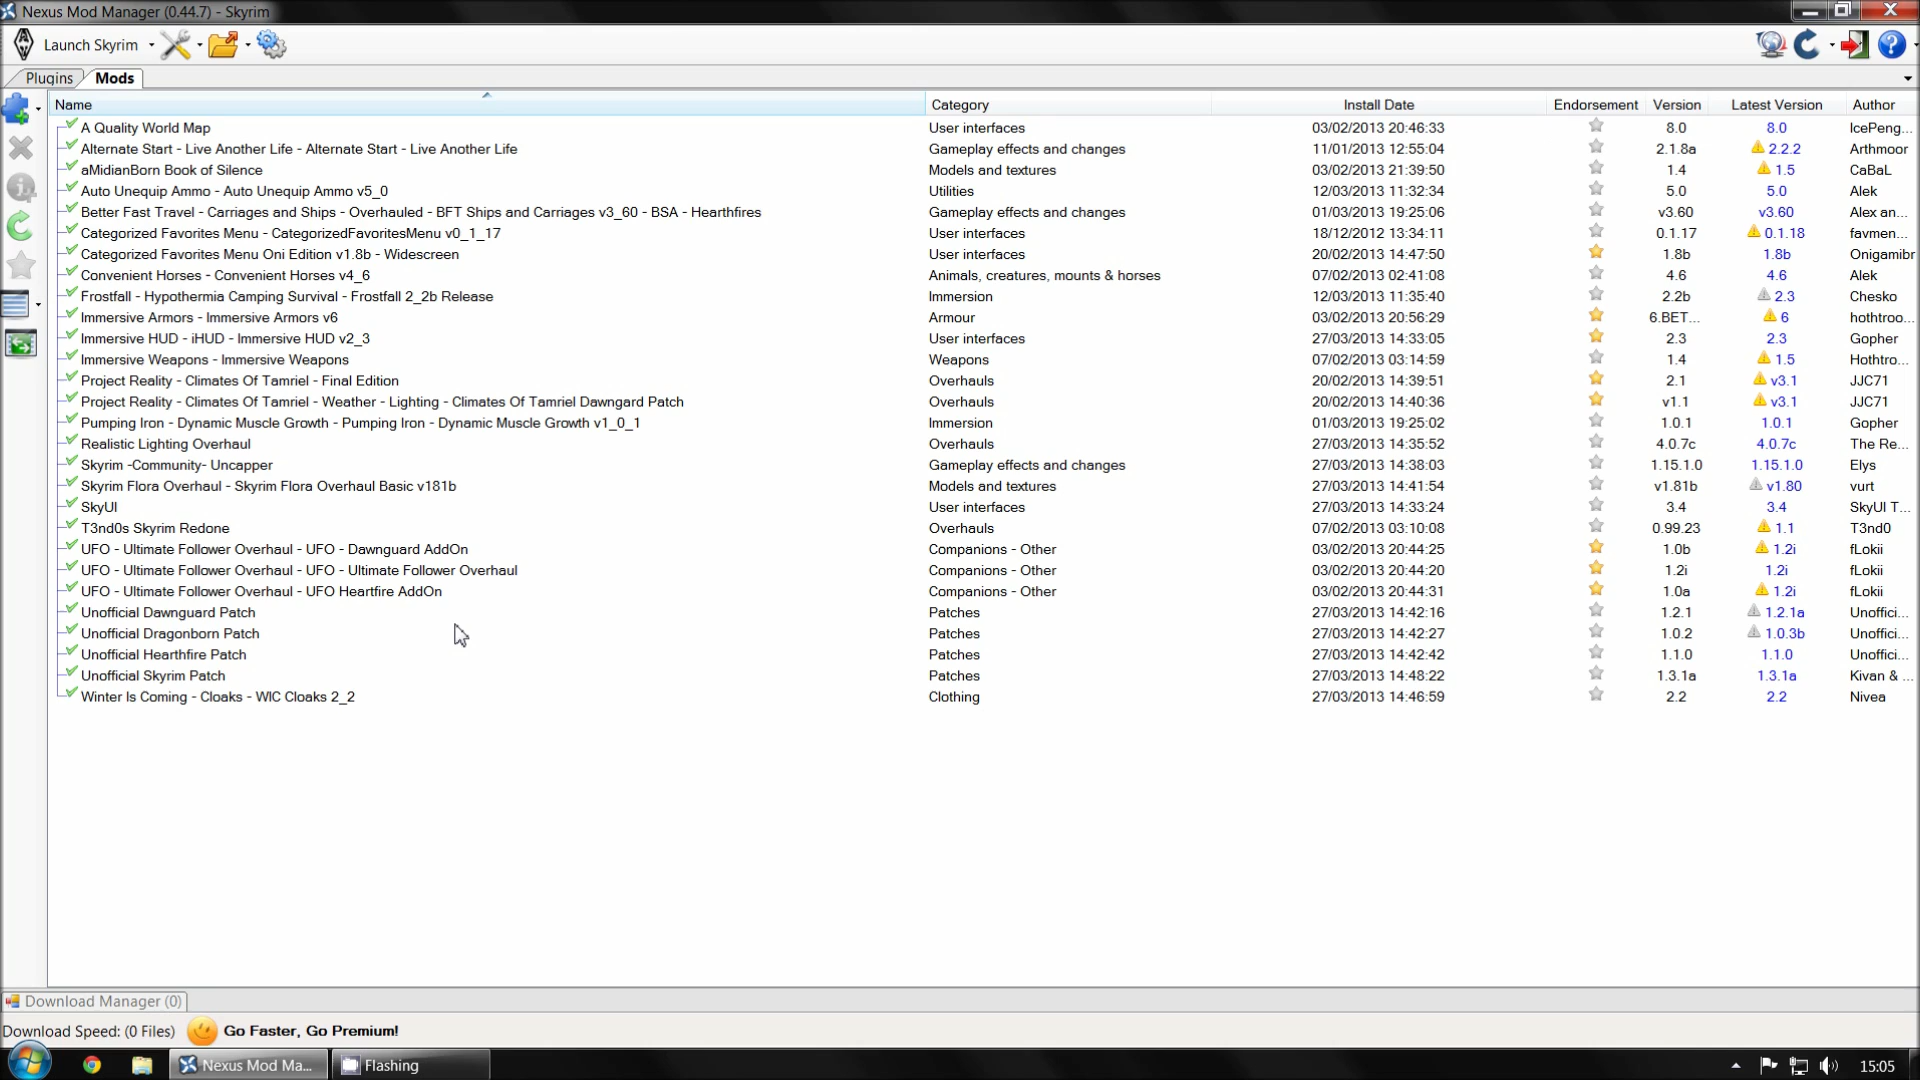 Nexus Mod Manager (0.44.7) - Skyrim
Launch Skyrim
Plugins Mods
Name Category Install Date Endorsement Version Latest Version Author
A Quality World Map User interfaces 03/02/2013 20:46:33 8.0 8.0 IcePeng...
Alternate Start - Live Another Life - Alternate Start - Live Another Life Gameplay effects and changes 11/01/2013 12:55:04 2.1.8a 2.2.2 Arthmoor
aMidianBorn Book of Silence Models and textures 03/02/2013 21:39:50 1.4 1.5 CaBaL
Auto Unequip Ammo - Auto Unequip Ammo v5_0 Utilities 12/03/2013 11:32:34 5.0 5.0 Alek
Better Fast Travel - Carriages and Ships - Overhauled - BFT Ships and Carriages v3_60 - BSA - Hearthfires Gameplay effects and changes 01/03/2013 19:25:06 v3.60 v3.60 Alex an...
Categorized Favorites Menu - CategorizedFavoritesMenu v0_1_17 User interfaces 18/12/2012 13:34:11 0.1.17 0.1.18 favmen...
Categorized Favorites Menu Oni Edition v1.8b - Widescreen User interfaces 20/02/2013 14:47:50 1.8b 1.8b Onigamibr
Convenient Horses - Convenient Horses v4_6 Animals, creatures, mounts & horses 07/02/2013 02:41:08 4.6 4.6 Alek
Frostfall - Hypothermia Camping Survival - Frostfall 2_2b Release Immersion 12/03/2013 11:35:40 2.2b 2.3 Chesko
Immersive Armors - Immersive Armors v6 Armour 03/02/2013 20:56:29 6.BET... 6 hothtroo...
Immersive HUD - iHUD - Immersive HUD v2_3 User interfaces 27/03/2013 14:33:05 2.3 2.3 Gopher
Immersive Weapons - Immersive Weapons Weapons 07/02/2013 03:14:59 1.4 1.5 Hothtro...
Project Reality - Climates Of Tamriel - Final Edition Overhauls 20/02/2013 14:39:51 2.1 v3.1 JJC71
Project Reality - Climates Of Tamriel - Weather - Lighting - Climates Of Tamriel Dawngard Patch Overhauls 20/02/2013 14:40:36 v1.1 v3.1 JJC71
Pumping Iron - Dynamic Muscle Growth - Pumping Iron - Dynamic Muscle Growth v1_0_1 Immersion 01/03/2013 19:25:02 1.0.1 1.0.1 Gopher
Realistic Lighting Overhaul Overhauls 27/03/2013 14:35:52 4.0.7c 4.0.7c The Re...
Skyrim -Community- Uncapper Gameplay effects and changes 27/03/2013 14:38:03 1.15.1.0 1.15.1.0 Elys
Skyrim Flora Overhaul - Skyrim Flora Overhaul Basic v181b Models and textures 27/03/2013 14:41:54 v1.81b v1.80 vurt
SkyUI User interfaces 27/03/2013 14:33:24 3.4 3.4 SkyUI T...
T3nd0s Skyrim Redone Overhauls 07/02/2013 03:10:08 0.99.23 1.1 T3nd0
UFO - Ultimate Follower Overhaul - UFO - Dawnguard AddOn Companions - Other 03/02/2013 20:44:25 1.0b 1.2i fLokii
UFO - Ultimate Follower Overhaul - UFO - Ultimate Follower Overhaul Companions - Other 03/02/2013 20:44:20 1.2i 1.2i fLokii
UFO - Ultimate Follower Overhaul - UFO Heartfire AddOn Companions - Other 03/02/2013 20:44:31 1.0a 1.2i fLokii
Unofficial Dawnguard Patch Patches 27/03/2013 14:42:16 1.2.1 1.2.1a Unoffici...
Unofficial Dragonborn Patch Patches 27/03/2013 14:42:27 1.0.2 1.0.3b Unoffici...
Unofficial Hearthfire Patch Patches 27/03/2013 14:42:42 1.1.0 1.1.0 Unoffici...
Unofficial Skyrim Patch Patches 27/03/2013 14:48:22 1.3.1a 1.3.1a Kivan & ...
Winter Is Coming - Cloaks - WIC Cloaks 2_2 Clothing 27/03/2013 14:46:59 2.2 2.2 Nivea
Download Manager (0)
Download Speed: (0 Files) Go Faster, Go Premium!
Nexus Mod Ma... Flashing 15:05